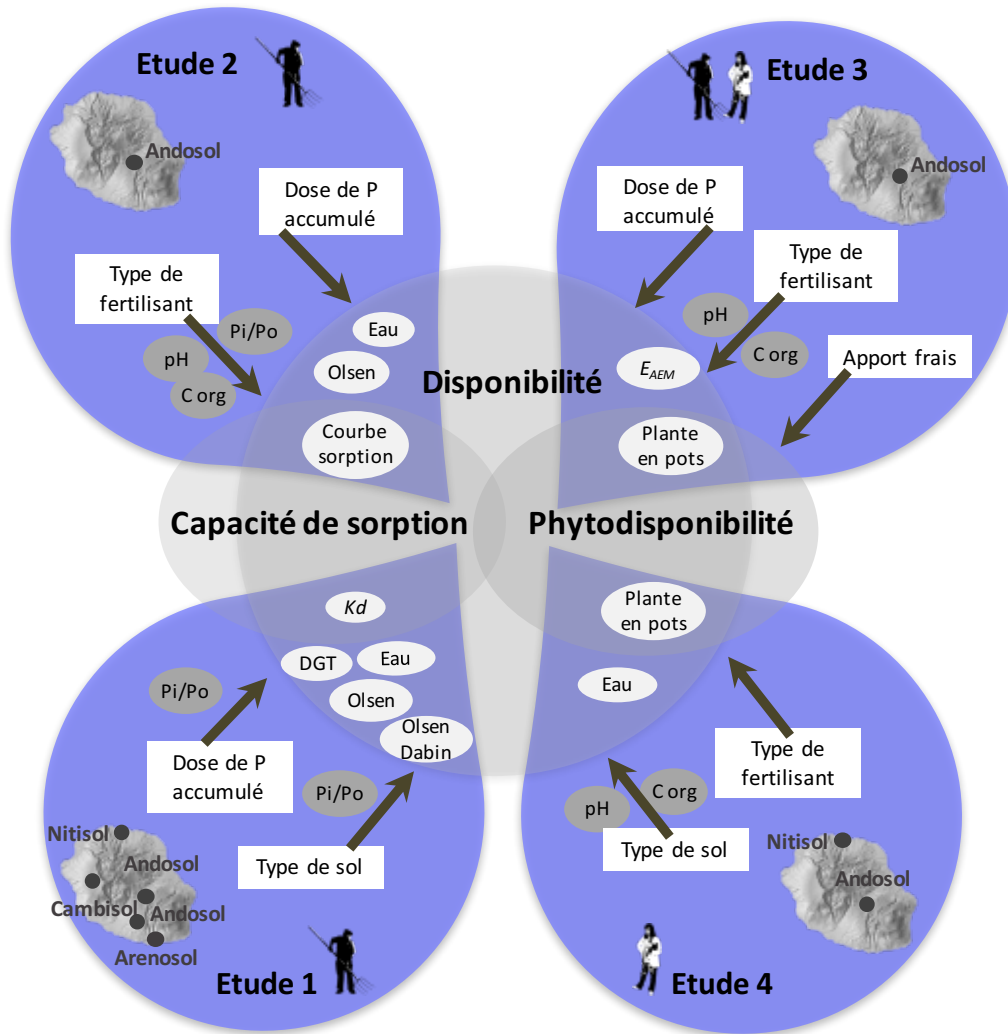 Etude 2
Andosol
Dose de P
accumulé
Type de
fertilisant
Pi/Po
pH
C org
Eau
Olsen
Courbe
sorption
Etude 3
Andosol
Dose de P
accumulé
Type de
fertilisant
pH
C org
Apport frais
E AEM
Plante
en pots
Disponibilité
Capacité de sorption
Phytodisponibilité
Kd
DGT
Eau
Olsen
Olsen
Dabin
Pi/Po
Dose de P
accumulé
Pi/Po
Type de sol
Nitisol
Andosol
Cambisol
Andosol
Arenosol
Etude 1
Plante
en pots
Eau
Type de
fertilisant
pH
C org
Type de sol
Nitisol
Andosol
Etude 4